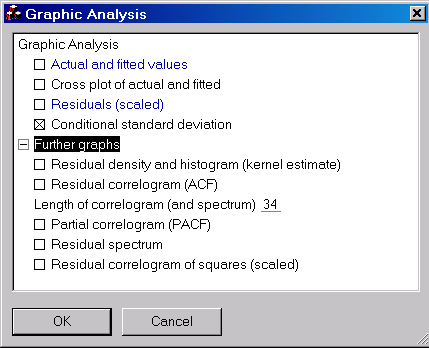 Graphic Analysis
Graphic Analysis
Actual and fitted values
Cross plot of actual and fitted
Residuals (scaled)
Conditional standard deviation
Further graphs
Residual density and histogram (kernel estimate)
Residual correlogram (ACF)
Length of correlogram (and spectrum) 34
Partial correlogram (PACF)
Residual spectrum
Residual correlogram of squares (scaled)
OK Cancel